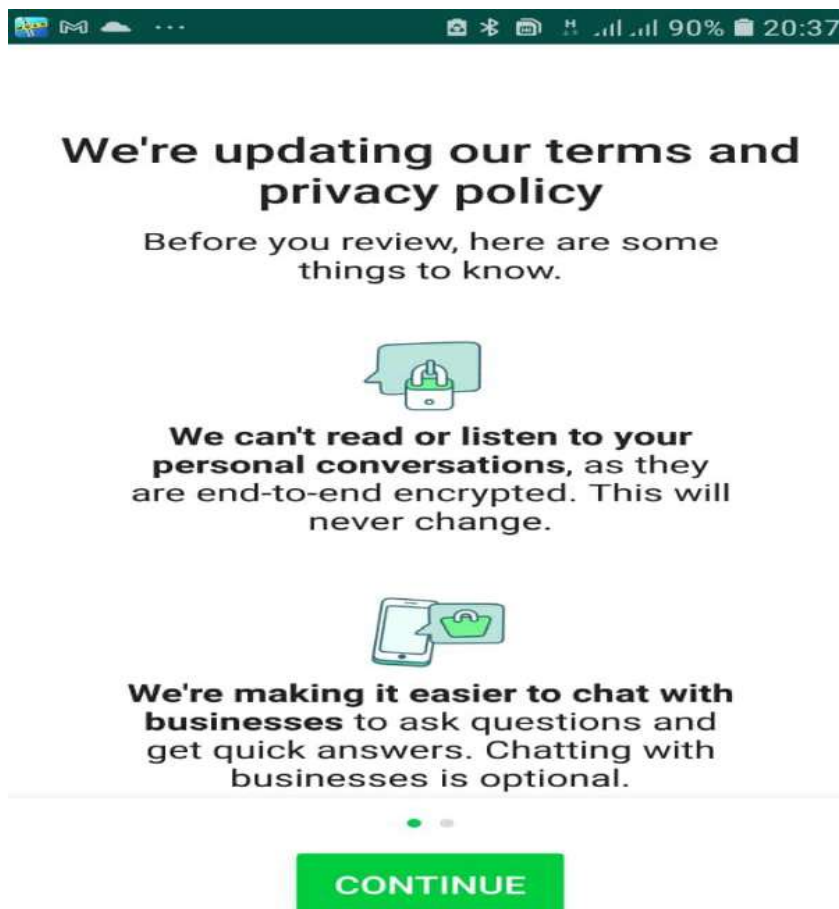 90% 20:37
We're updating our terms and
privacy policy
Before you review, here are some
things to know.
We can't read or listen to your
personal conversations, as they
are end-to-end encrypted. This will
never change.
We're making it easier to chat with
businesses to ask questions and
get quick answers. Chatting with
businesses is optional.
CONTINUE